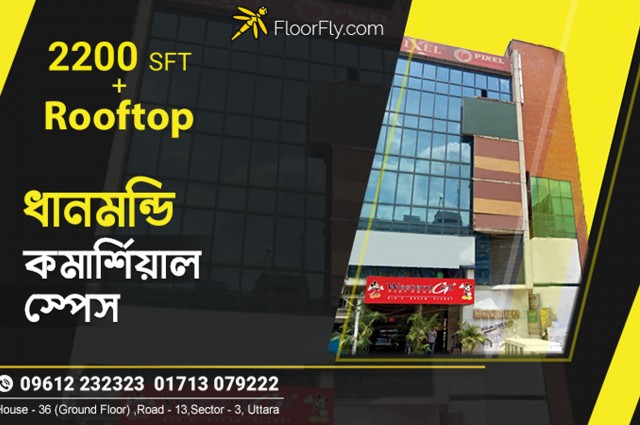 FloorFly.com
2200 SFT
+
Rooftop
ধানমন্ডি
কমার্শিয়াল
স্পেস
PIXEL
09612 232323 01713 079222
House - 36 (Ground Floor) ,Road - 13,Sector - 3, Uttara